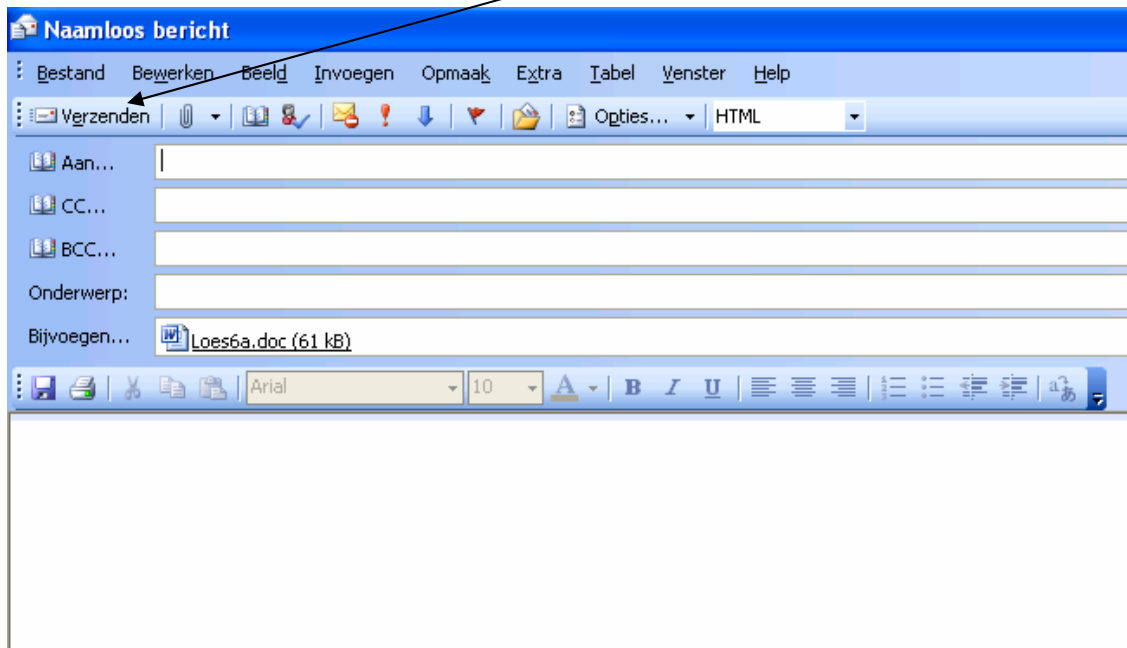 Naamloos bericht
Bestand Bewerken Beeld Invoegen Opmaak Extra Tabel Venster Help
Verzenden Opties... HTML
Aan...
CC...
BCC...
Onderwerp:
Bijvoegen... Loes6a.doc (61 kB)
Arial 10 A B I U